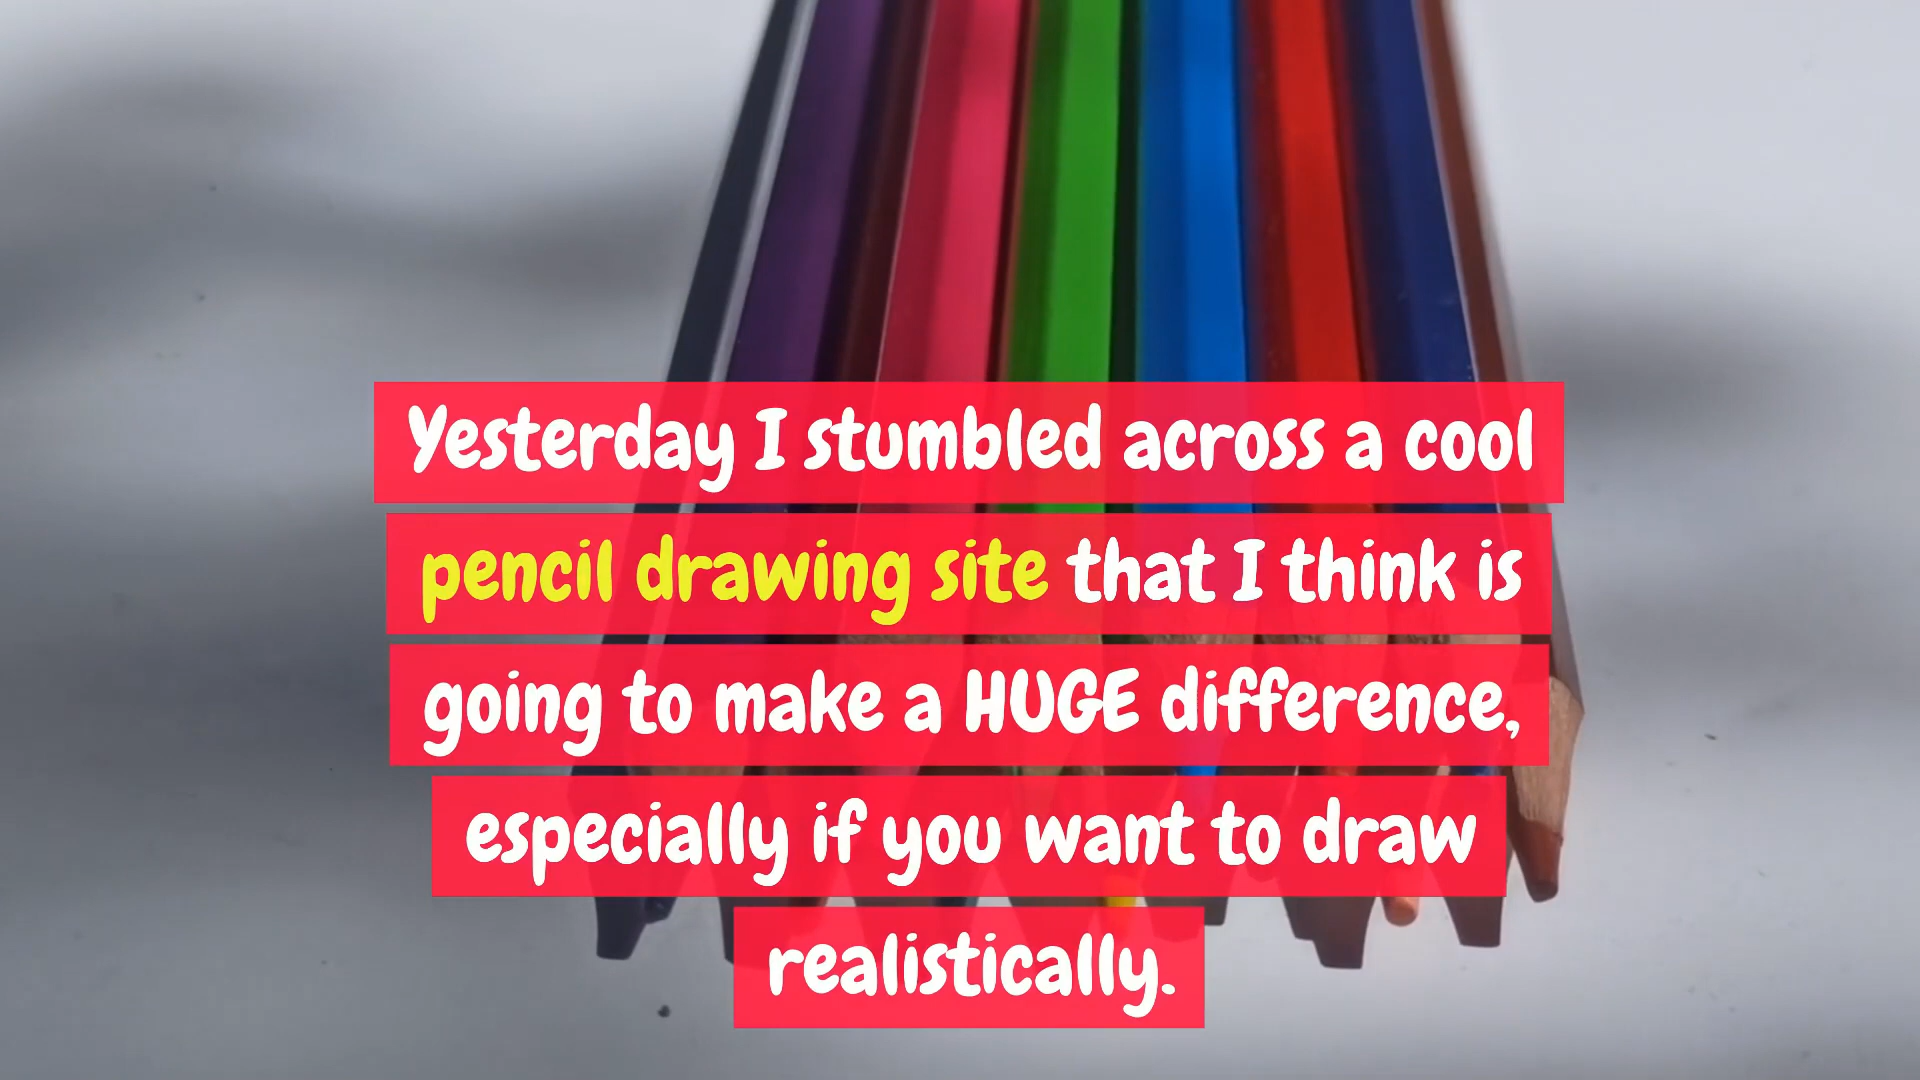 Yesterday I stumbled across a cool
pencil drawing site that I think is
going to make a HUGE difference,
especially if you want to draw
realistically.